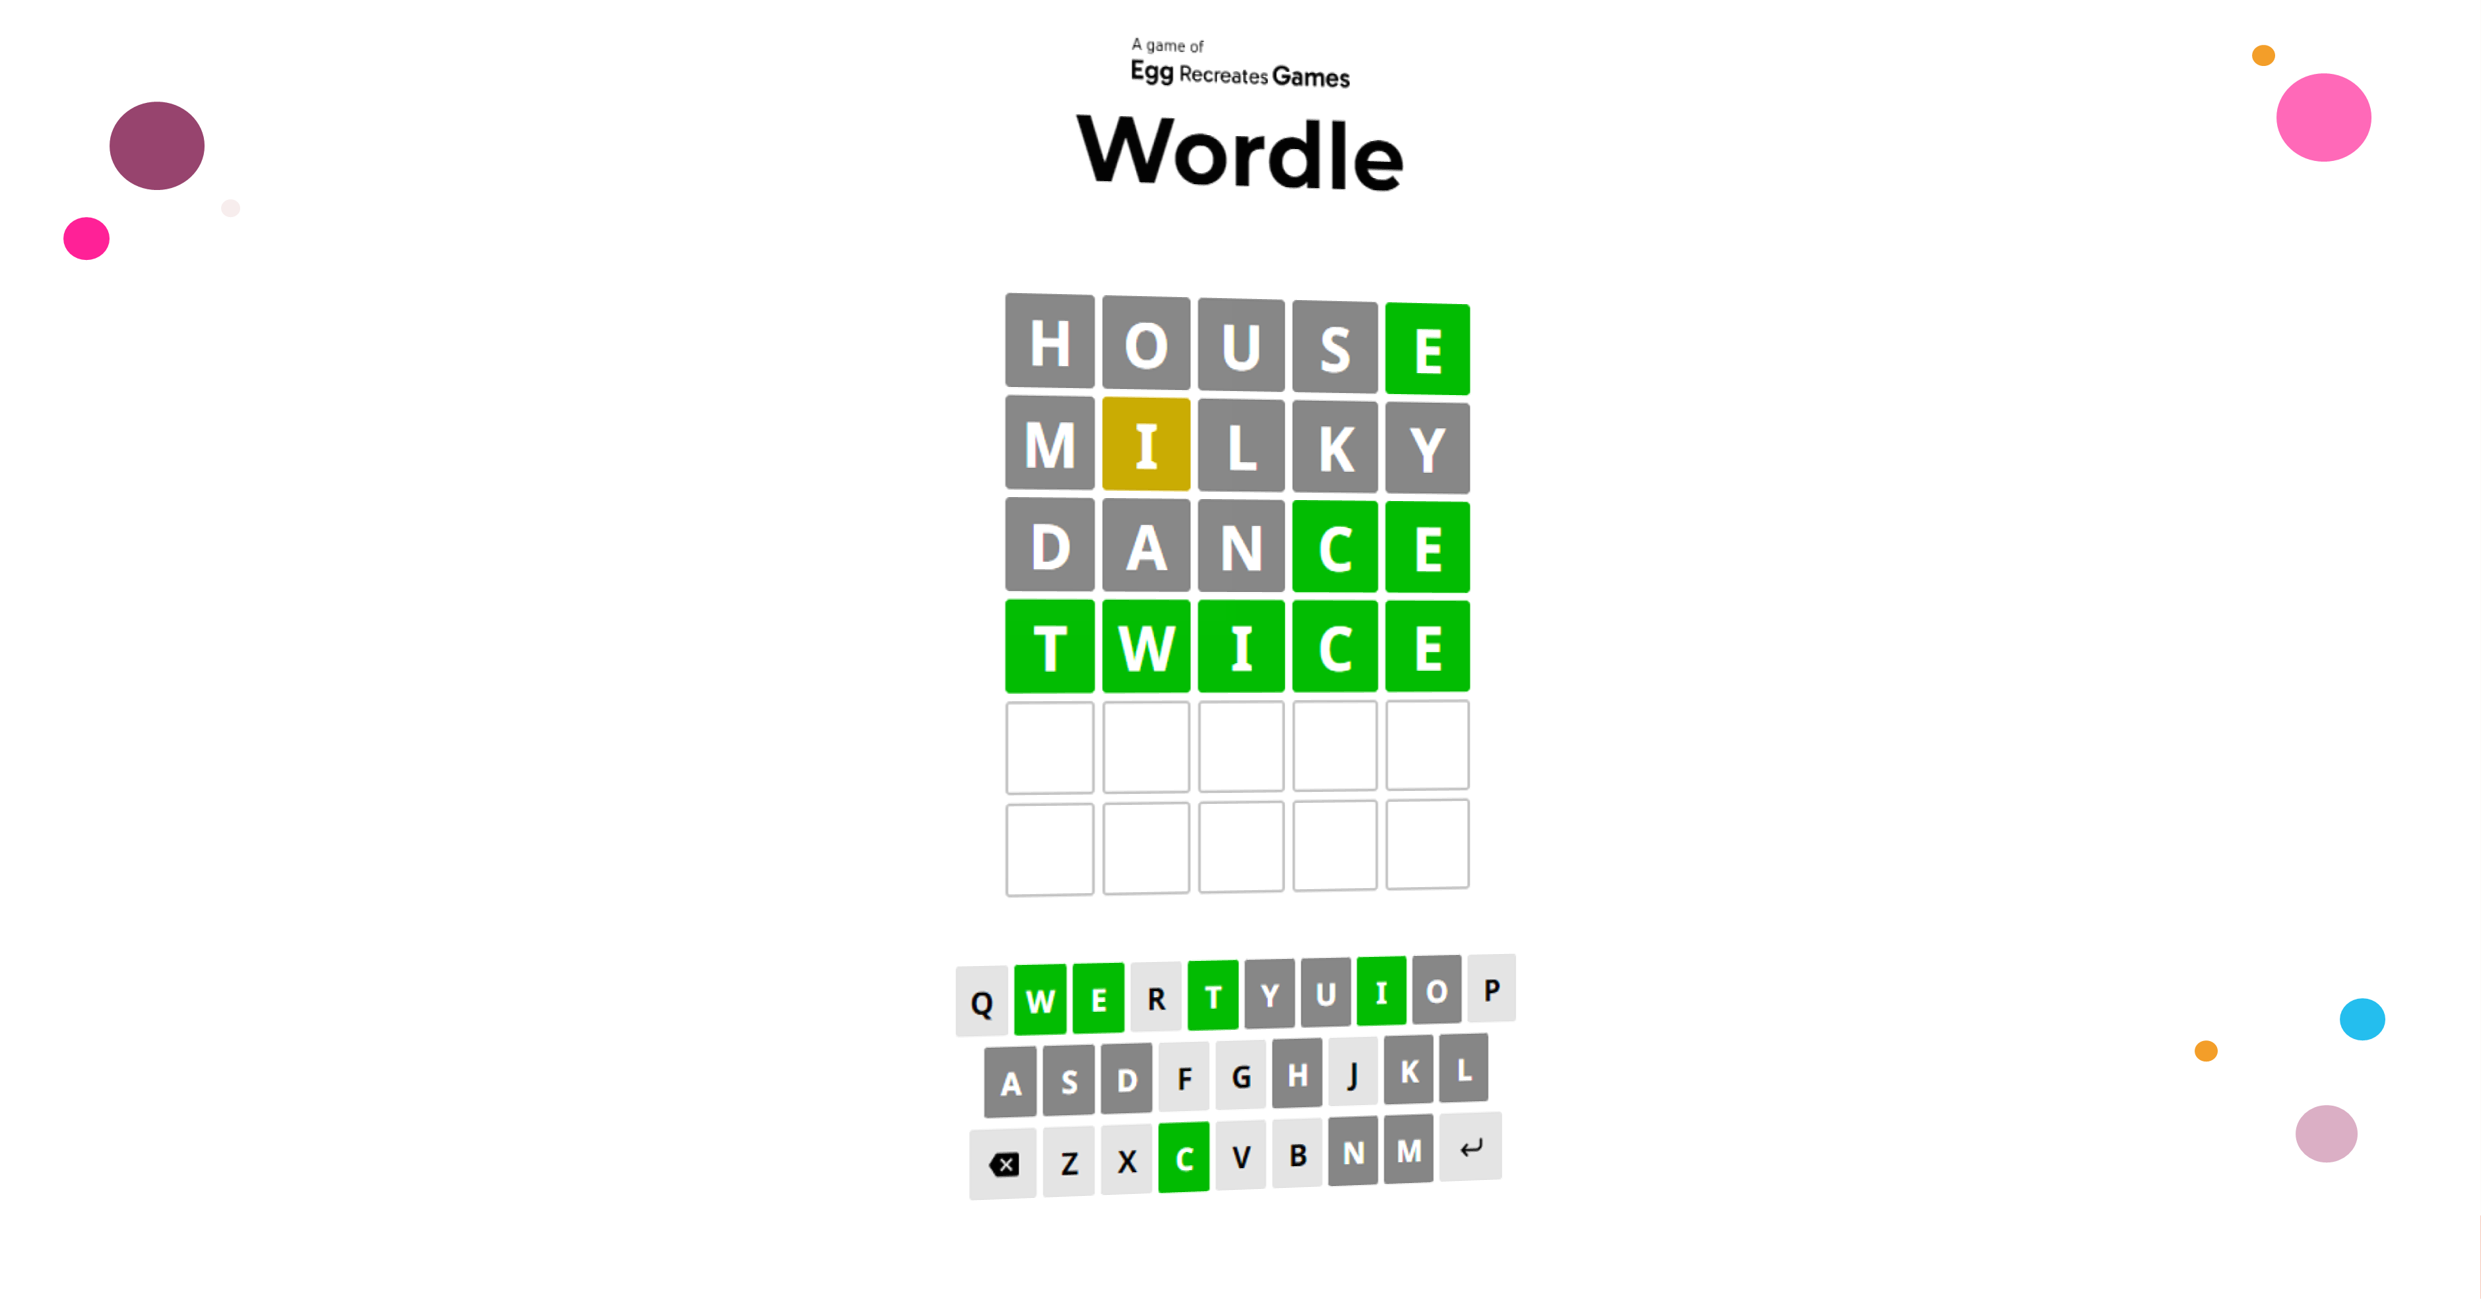 A game of
Egg Recreates Games
Wordle
H O U S E
M I L K Y
D A N C E
T W I C E
Q W E R T Y U I O P
A S D F G H J K L
Z X C V B N M